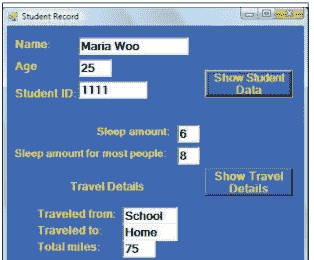 Student Record
Name: Maria Woo
Age 25
Student ID: 1111
Show Student
Data
Sleep amount: 6
Sleep amount for most people: 8
Travel Details
Show Travel
Details
Traveled from: School
Traveled to: Home
Total miles: 75